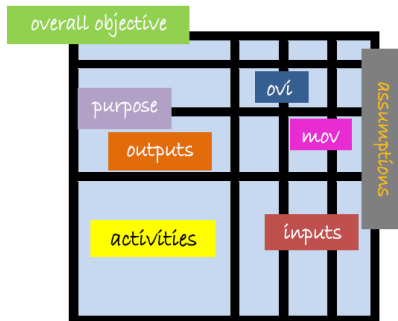 overall objective
ovi
assumptions
purpose
mov
outputs
inputs
activities